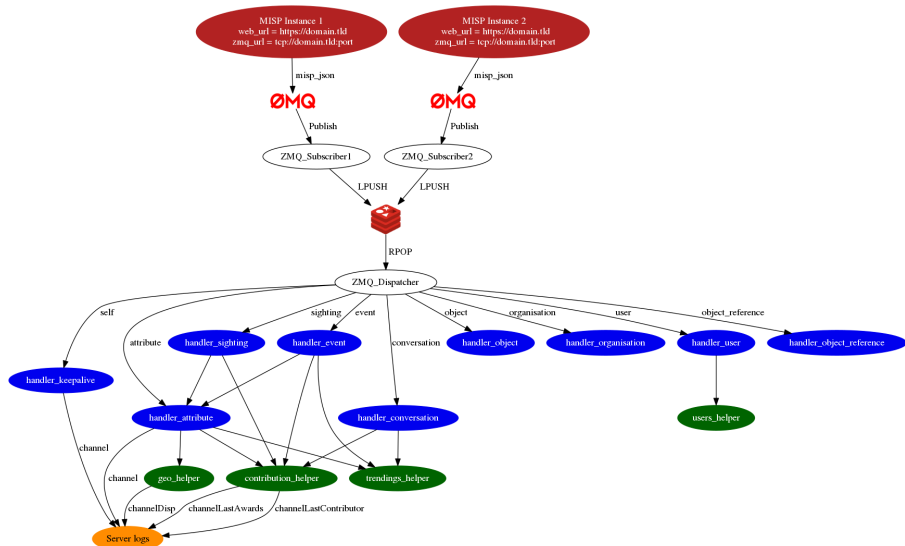 MISP Instance 1
web_url = https://domain.tld
zmq_url = tcp://domain.tld:port
MISP Instance 2
web_url = https://domain.tld
zmq_url = tcp://domain.tld:port
misp_json
misp_json
ØMQ
ØMQ
Publish
Publish
ZMQ_Subscriber1
ZMQ_Subscriber2
LPUSH
LPUSH
RPOP
ZMQ_Dispatcher
self
attribute
sighting
event
conversation
object
organisation
user
object_reference
handler_sighting
handler_event
handler_object
handler_organisation
handler_user
handler_object_reference
handler_keepalive
handler_attribute
handler_conversation
users_helper
channel
channel
geo_helper
contribution_helper
trendings_helper
channelDisp
channelLastAwards
channelLastContributor
Server logs